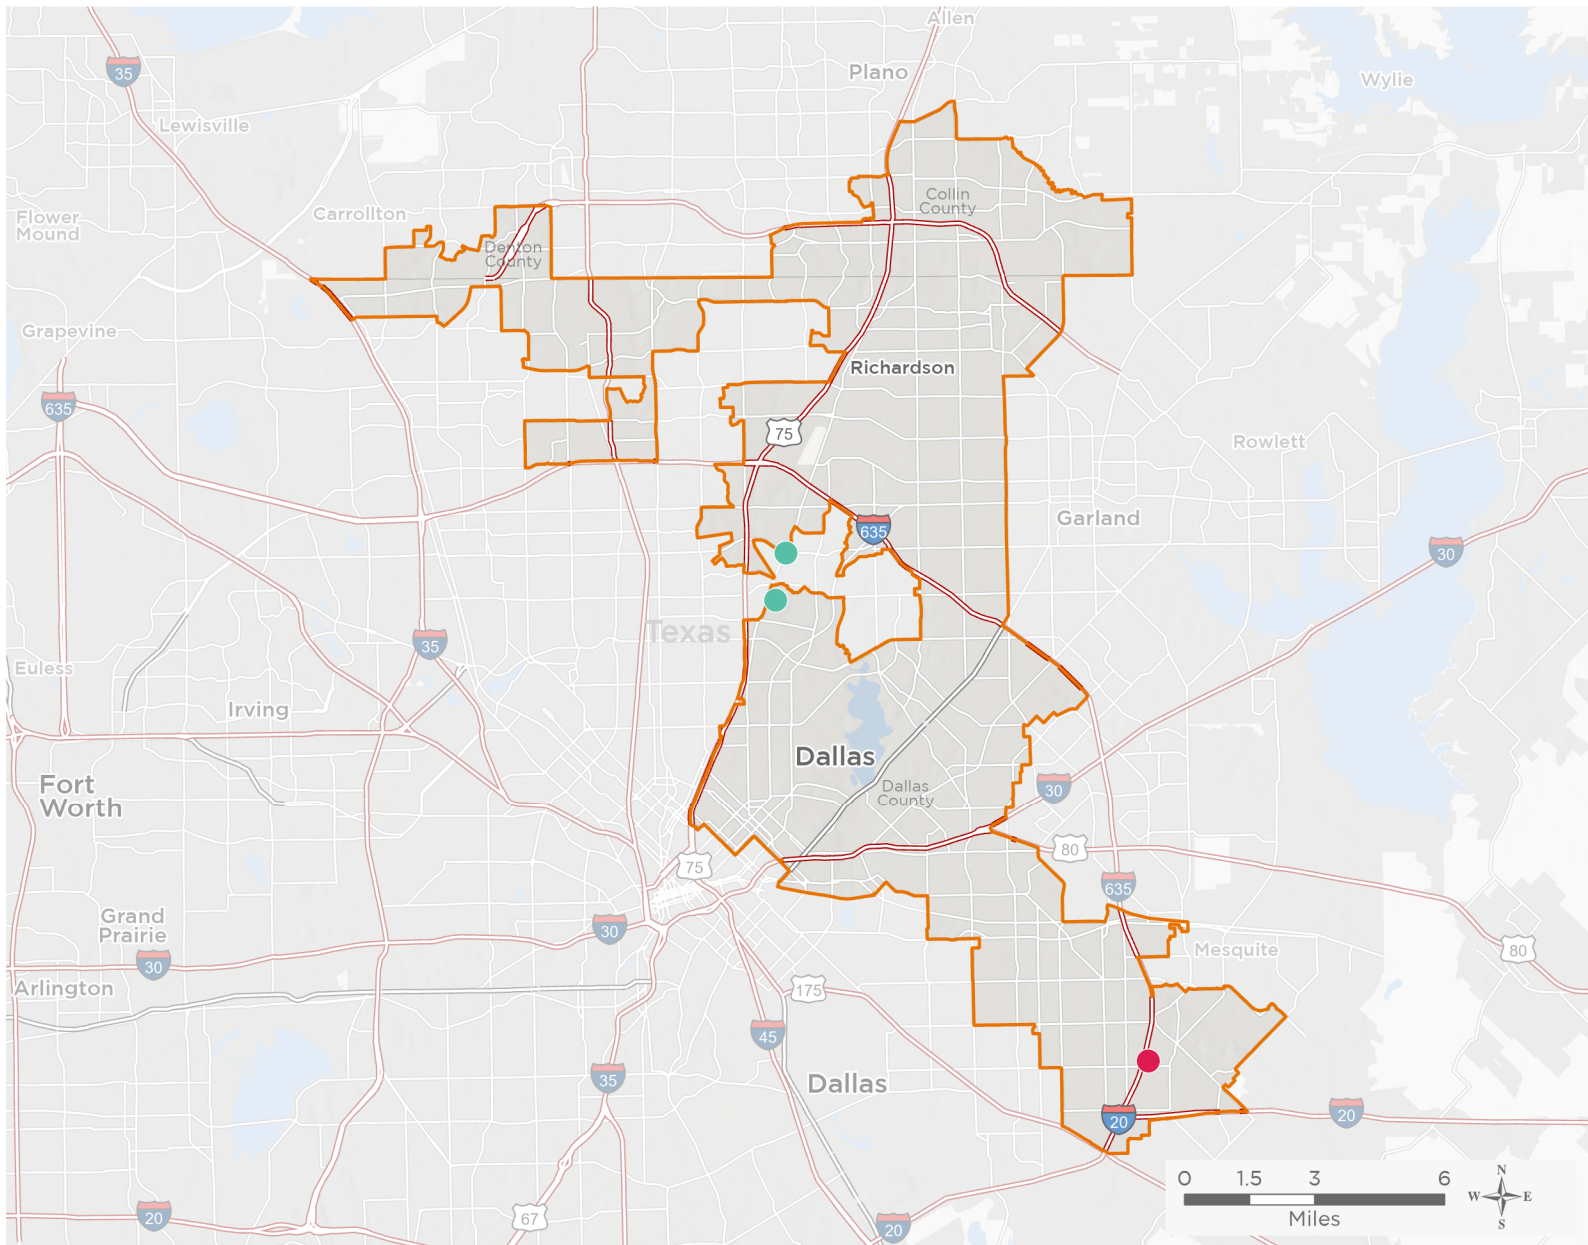 Allen
Plano
35
Wylie
Lewisville
Collin
County
Carrollton
Flower
Mound
Denton
County
Grapevine
Richardson
635
75
Rowlett
Garland
635
30
Texas
35
Euless
Irving
Dallas
Fort
Worth
Dallas
County
30
80
75
635
Grand
Prairie
30
Mesquite
80
30
Arlington
175
45
35
Dallas
20
20
0 1.5 3 6
Miles
N
W E
S
20
67
20